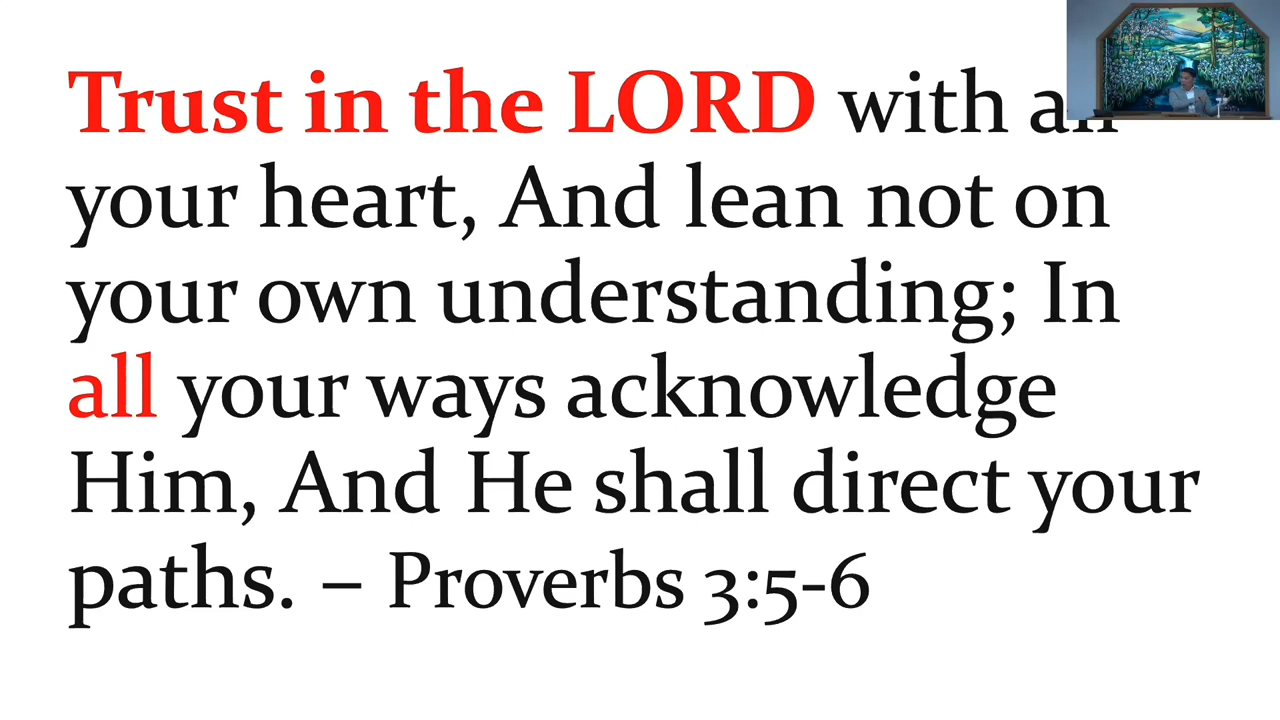 Trust in the LORD with all
your heart, And lean not on
your own understanding; In
all your ways acknowledge
Him, And He shall direct your
paths. – Proverbs 3:5-6